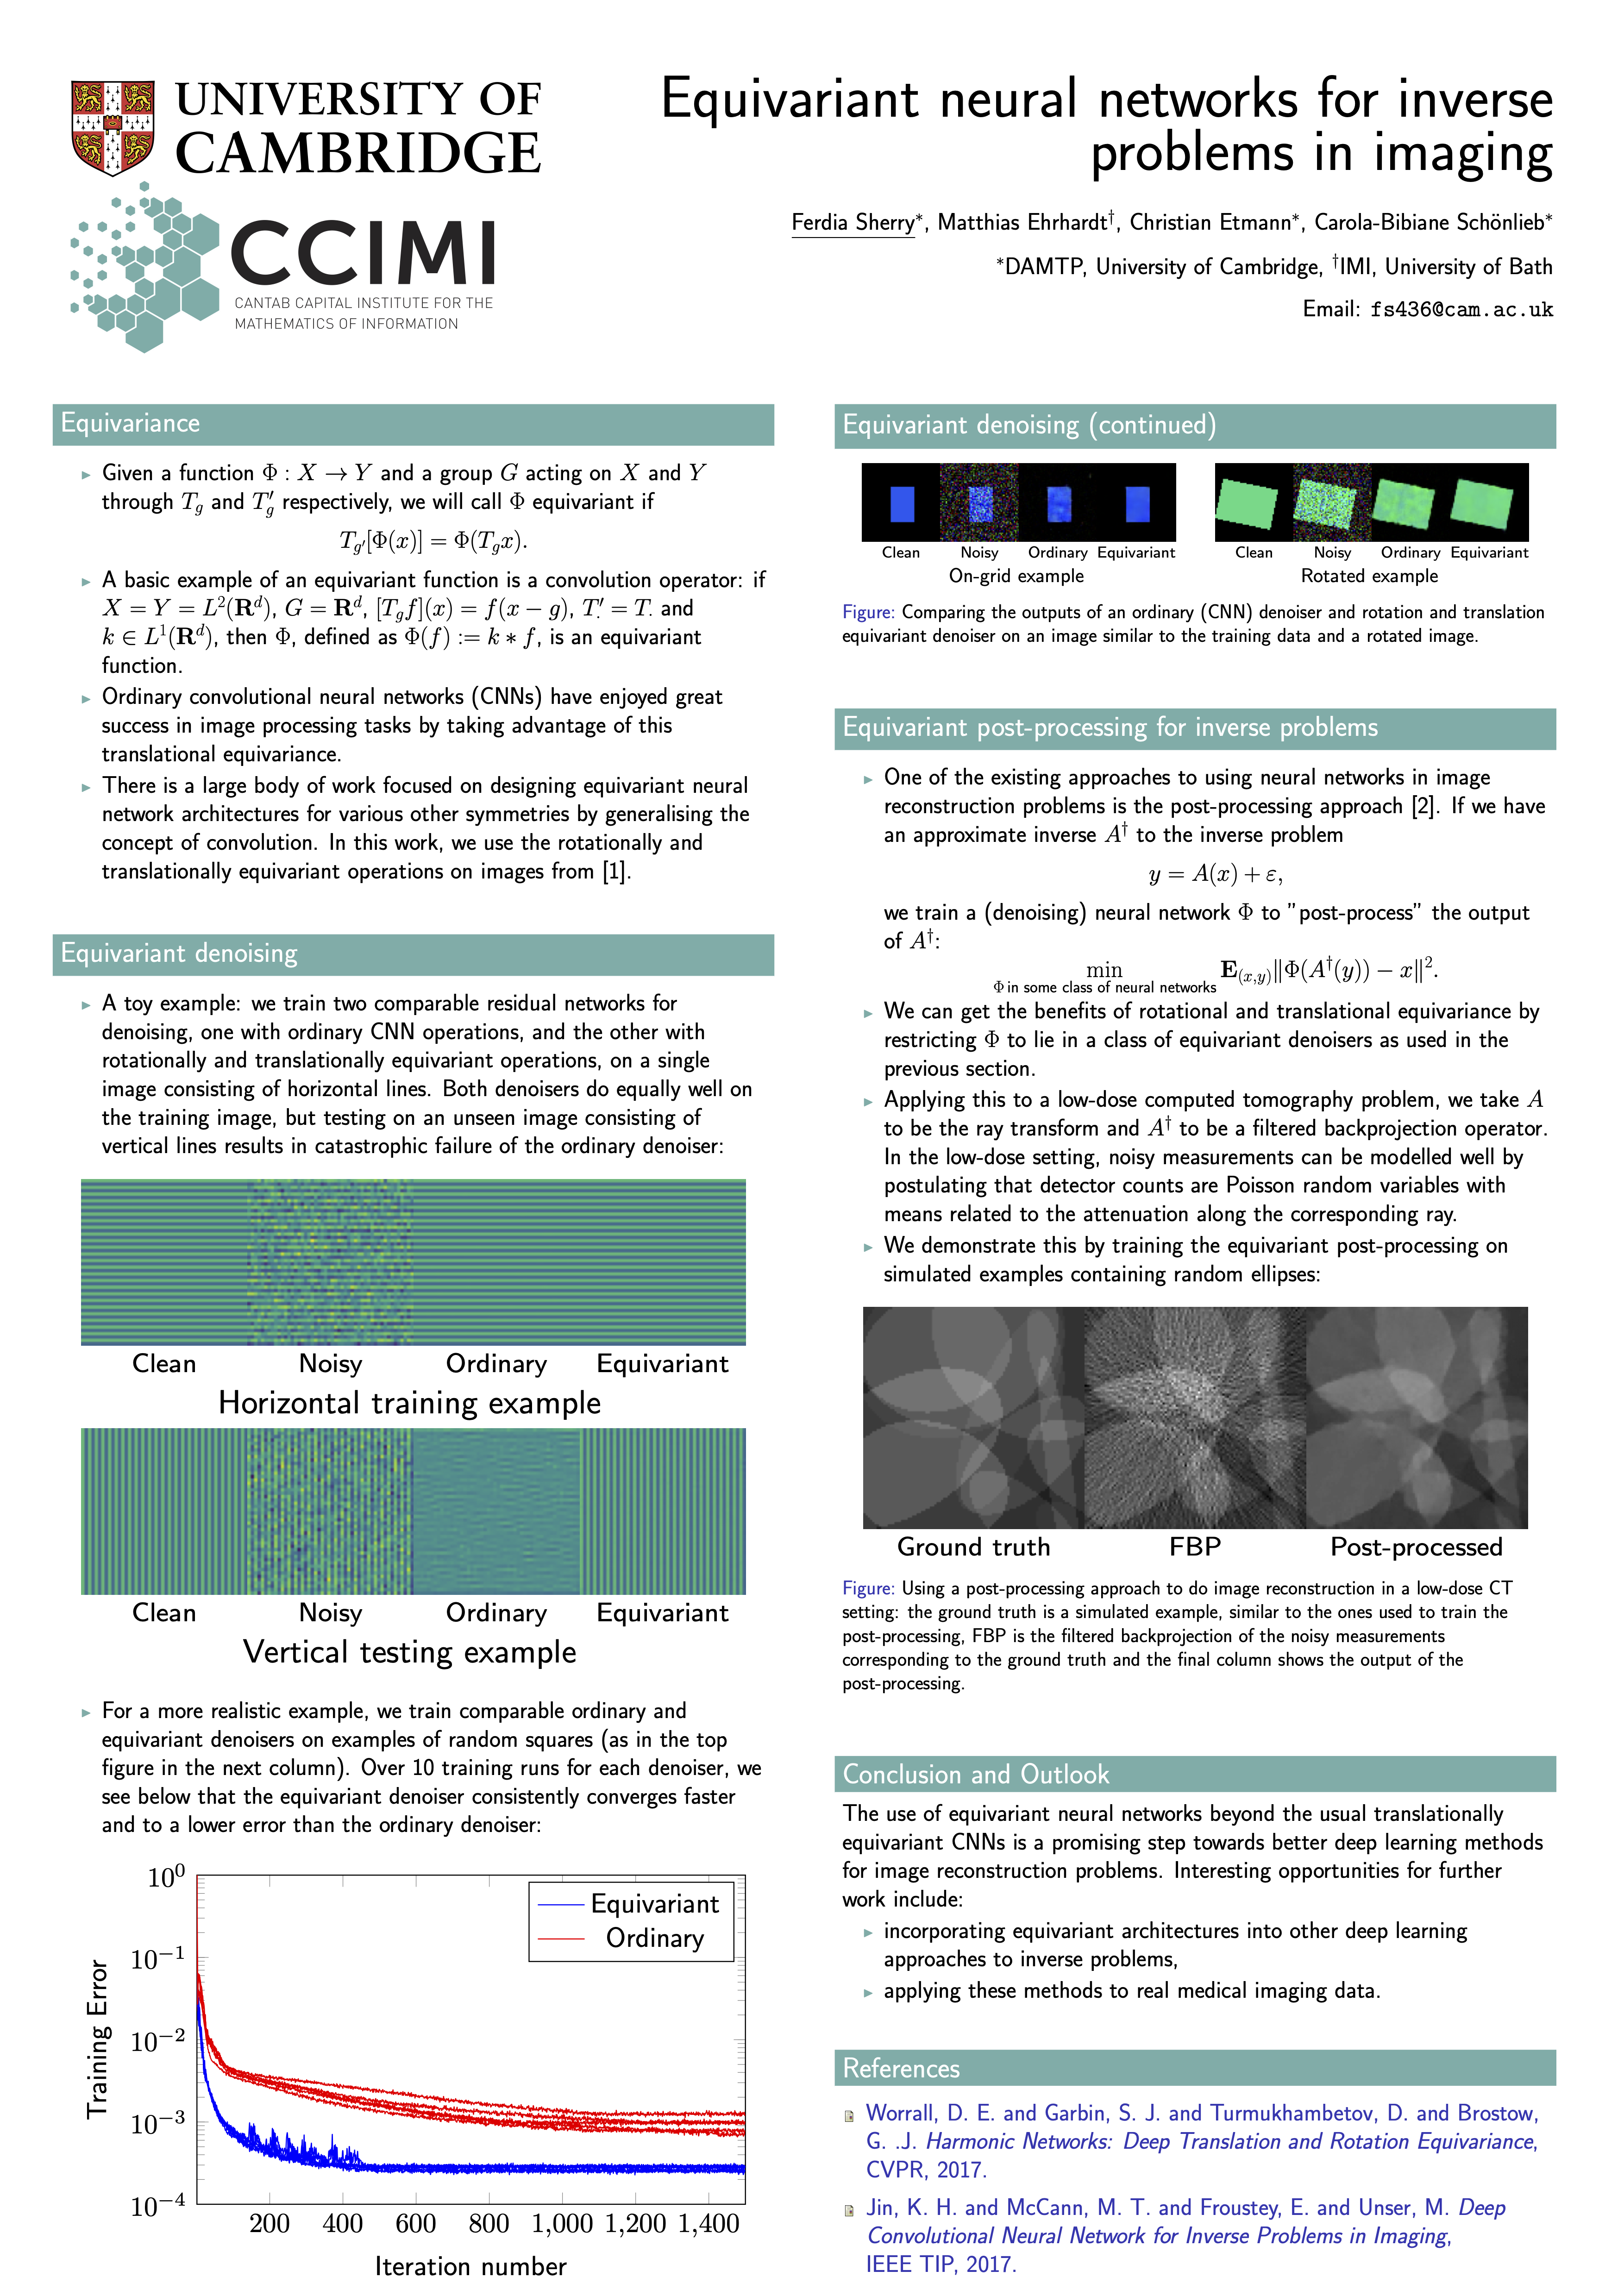 UNIVERSITY OF
CAMBRIDGE
CCIMI
CANTAB CAPITAL INSTITUTE FOR THE
MATHEMATICS OF INFORMATION
Equivariant neural networks for inverse
problems in imaging
Ferdia Sherry*, Matthias Ehrhardt†, Christian Etmann*, Carola-Bibiane Schönlieb*
*DAMTP, University of Cambridge, †IMI, University of Bath
Email: fs436@cam.ac.uk
Equivariance
▶ Given a function Φ : X → Y and a group G acting on X and Y
through T_g and T′_g respectively, we will call Φ equivariant if
T_g′[Φ(x)] = Φ(T_g x).
▶ A basic example of an equivariant function is a convolution operator: if
X = Y = L²(R^d), G = R^d, [T_g f](x) = f(x − g), T′. = T. and
k ∈ L¹(R^d), then Φ, defined as Φ(f) := k ∗ f, is an equivariant
function.
▶ Ordinary convolutional neural networks (CNNs) have enjoyed great
success in image processing tasks by taking advantage of this
translational equivariance.
▶ There is a large body of work focused on designing equivariant neural
network architectures for various other symmetries by generalising the
concept of convolution. In this work, we use the rotationally and
translationally equivariant operations on images from [1].
Equivariant denoising
▶ A toy example: we train two comparable residual networks for
denoising, one with ordinary CNN operations, and the other with
rotationally and translationally equivariant operations, on a single
image consisting of horizontal lines. Both denoisers do equally well on
the training image, but testing on an unseen image consisting of
vertical lines results in catastrophic failure of the ordinary denoiser:
Clean Noisy Ordinary Equivariant
Horizontal training example
Clean Noisy Ordinary Equivariant
Vertical testing example
▶ For a more realistic example, we train comparable ordinary and
equivariant denoisers on examples of random squares (as in the top
figure in the next column). Over 10 training runs for each denoiser, we
see below that the equivariant denoiser consistently converges faster
and to a lower error than the ordinary denoiser:
10⁰
10⁻¹
10⁻²
10⁻³
10⁻⁴
Training Error
Equivariant
Ordinary
200 400 600 800 1,000 1,200 1,400
Iteration number
Equivariant denoising (continued)
Clean Noisy Ordinary Equivariant
On-grid example
Clean Noisy Ordinary Equivariant
Rotated example
Figure: Comparing the outputs of an ordinary (CNN) denoiser and rotation and translation
equivariant denoiser on an image similar to the training data and a rotated image.
Equivariant post-processing for inverse problems
▶ One of the existing approaches to using neural networks in image
reconstruction problems is the post-processing approach [2]. If we have
an approximate inverse A† to the inverse problem
y = A(x) + ε,
we train a (denoising) neural network Φ to "post-process" the output
of A†:
min E_(x,y)‖Φ(A†(y)) − x‖².
Φ in some class of neural networks
▶ We can get the benefits of rotational and translational equivariance by
restricting Φ to lie in a class of equivariant denoisers as used in the
previous section.
▶ Applying this to a low-dose computed tomography problem, we take A
to be the ray transform and A† to be a filtered backprojection operator.
In the low-dose setting, noisy measurements can be modelled well by
postulating that detector counts are Poisson random variables with
means related to the attenuation along the corresponding ray.
▶ We demonstrate this by training the equivariant post-processing on
simulated examples containing random ellipses:
Ground truth FBP Post-processed
Figure: Using a post-processing approach to do image reconstruction in a low-dose CT
setting: the ground truth is a simulated example, similar to the ones used to train the
post-processing, FBP is the filtered backprojection of the noisy measurements
corresponding to the ground truth and the final column shows the output of the
post-processing.
Conclusion and Outlook
The use of equivariant neural networks beyond the usual translationally
equivariant CNNs is a promising step towards better deep learning methods
for image reconstruction problems. Interesting opportunities for further
work include:
▶ incorporating equivariant architectures into other deep learning
approaches to inverse problems,
▶ applying these methods to real medical imaging data.
References
Worrall, D. E. and Garbin, S. J. and Turmukhambetov, D. and Brostow,
G. .J. Harmonic Networks: Deep Translation and Rotation Equivariance,
CVPR, 2017.
Jin, K. H. and McCann, M. T. and Froustey, E. and Unser, M. Deep
Convolutional Neural Network for Inverse Problems in Imaging,
IEEE TIP, 2017.